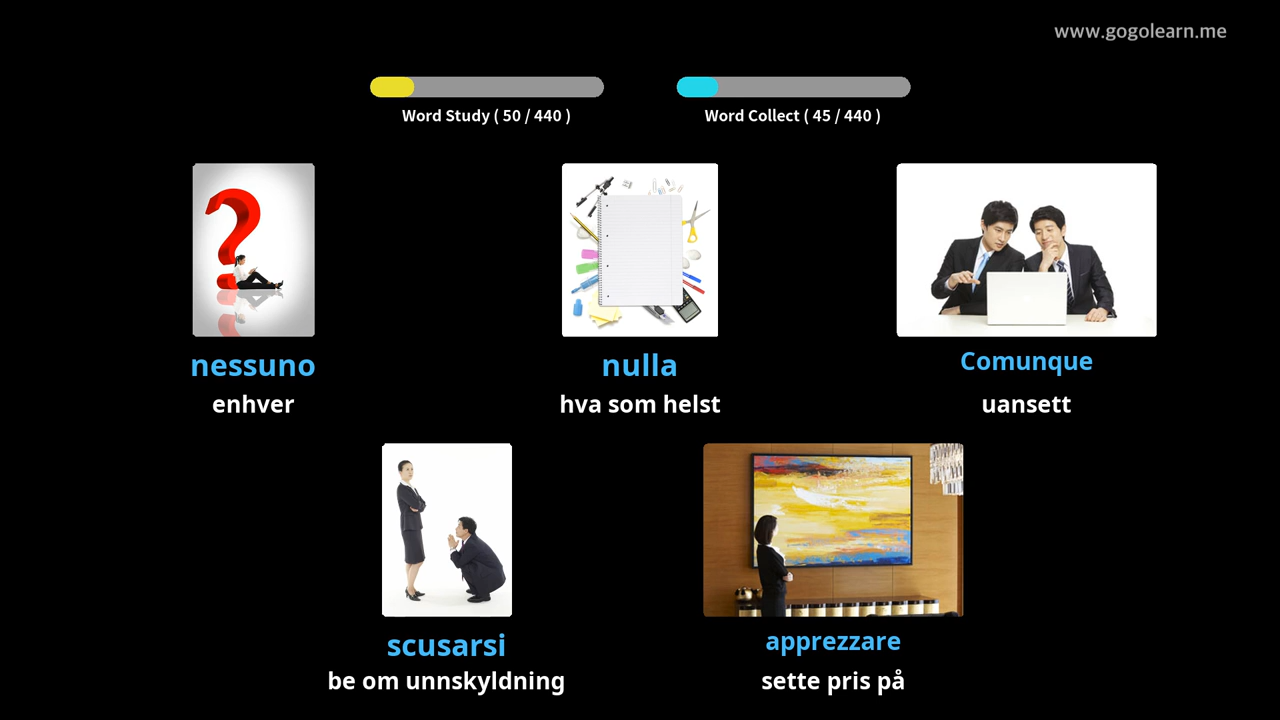 www.gogolearn.me
Word Study ( 50 / 440 )
Word Collect ( 45 / 440 )
nessuno
enhver
nulla
hva som helst
Comunque
uansett
scusarsi
be om unnskyldning
apprezzare
sette pris på